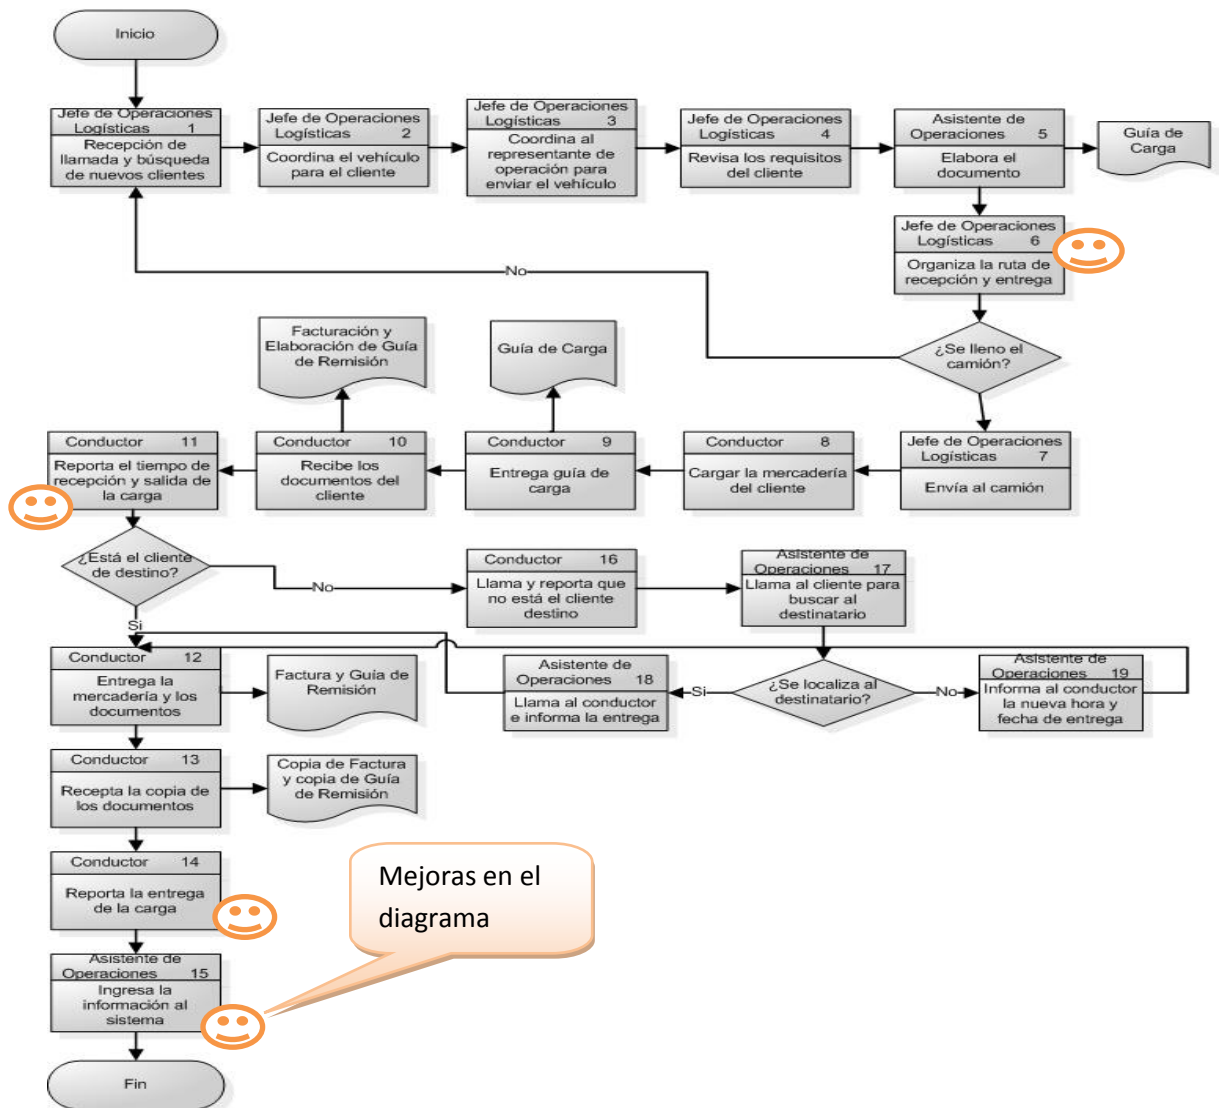 Inicio
Jefe de Operaciones
Logísticas 1
Recepción de
llamada y búsqueda
de nuevos clientes
Jefe de Operaciones
Logísticas 2
Coordina el vehículo
para el cliente
Jefe de Operaciones
Logísticas 3
Coordina al
representante de
operación para
enviar el vehículo
Jefe de Operaciones
Logísticas 4
Revisa los requisitos
del cliente
Asistente de
Operaciones 5
Elabora el
documento
Guía de
Carga
Jefe de Operaciones
Logísticas 6
Organiza la ruta de
recepción y entrega
No
¿Se lleno el
camión?
Facturación y
Elaboración de Guía
de Remisión
Guía de Carga
Conductor 11
Reporta el tiempo de
recepción y salida de
la carga
Conductor 10
Recibe los
documentos del
cliente
Conductor 9
Entrega guía de
carga
Conductor 8
Cargar la mercadería
del cliente
Jefe de Operaciones
Logísticas 7
Envía al camión
¿Está el cliente
de destino?
No
Conductor 16
Llama y reporta que
no está el cliente
destino
Asistente de
Operaciones 17
Llama al cliente para
buscar al
destinatario
Si
Conductor 12
Entrega la
mercadería y los
documentos
Factura y Guía de
Remisión
Asistente de
Operaciones 18
Llama al conductor
e informa la entrega
Si
¿Se localiza al
destinatario?
No
Asistente de
Operaciones 19
Informa al conductor
la nueva hora y
fecha de entrega
Conductor 13
Recepta la copia de
los documentos
Copia de Factura
y copia de Guía
de Remisión
Conductor 14
Reporta la entrega
de la carga
Mejoras en el
diagrama
Asistente de
Operaciones 15
Ingresa la
información al
sistema
Fin